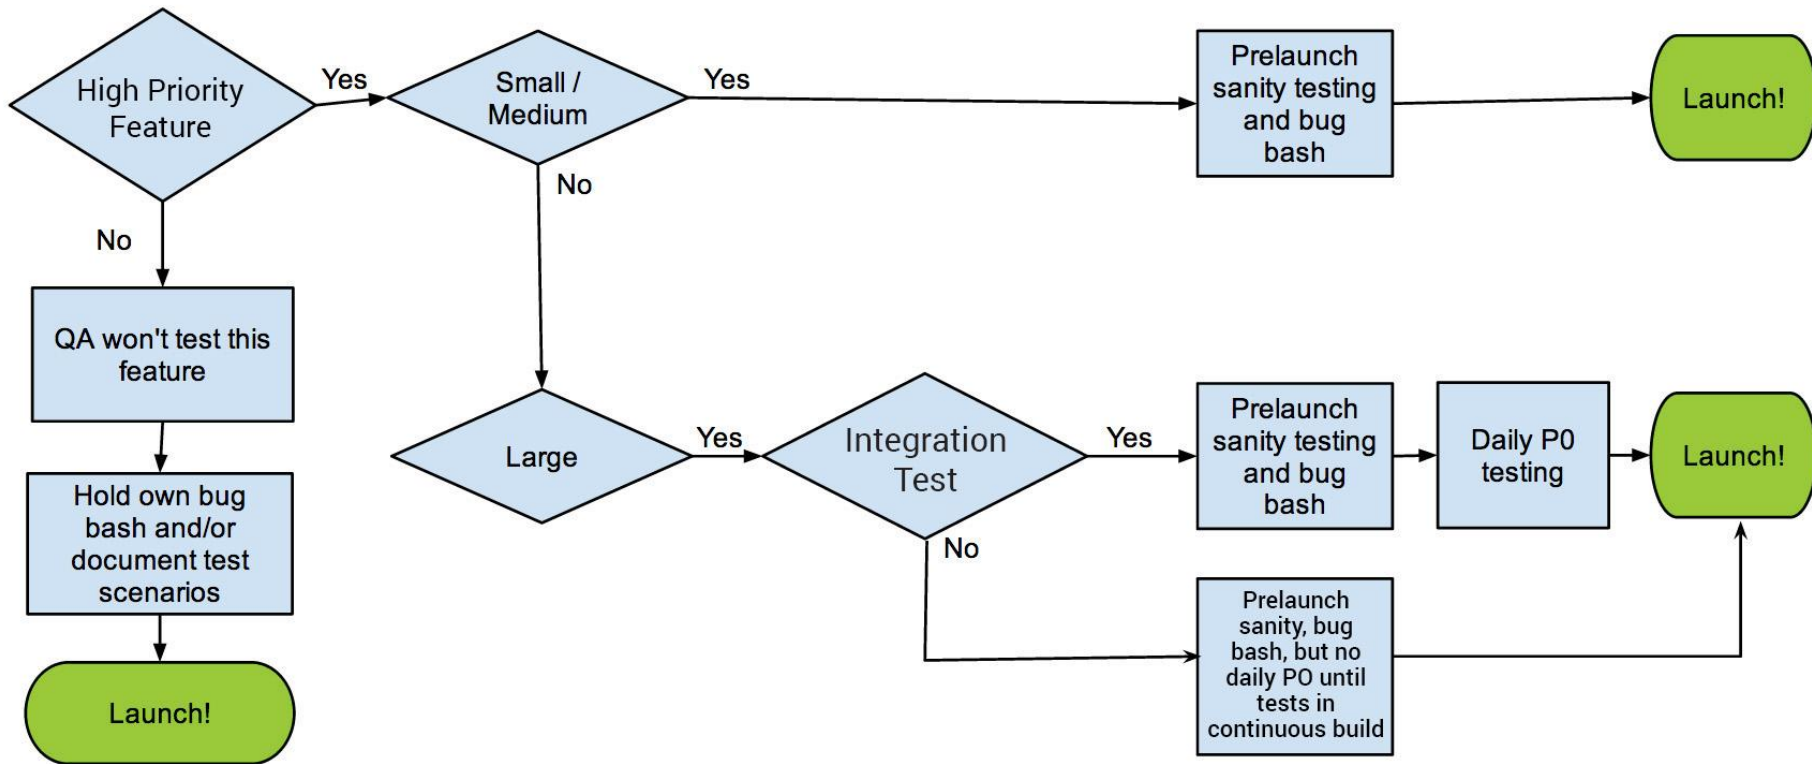 High Priority
Feature
Yes
Small /
Medium
Yes
Prelaunch
sanity testing
and bug
bash
Launch!
No
No
QA won't test this
feature
Hold own bug
bash and/or
document test
scenarios
Launch!
Large
Yes
Integration
Test
Yes
Prelaunch
sanity testing
and bug
bash
Daily P0
testing
Launch!
No
Prelaunch
sanity, bug
bash, but no
daily PO until
tests in
continuous build